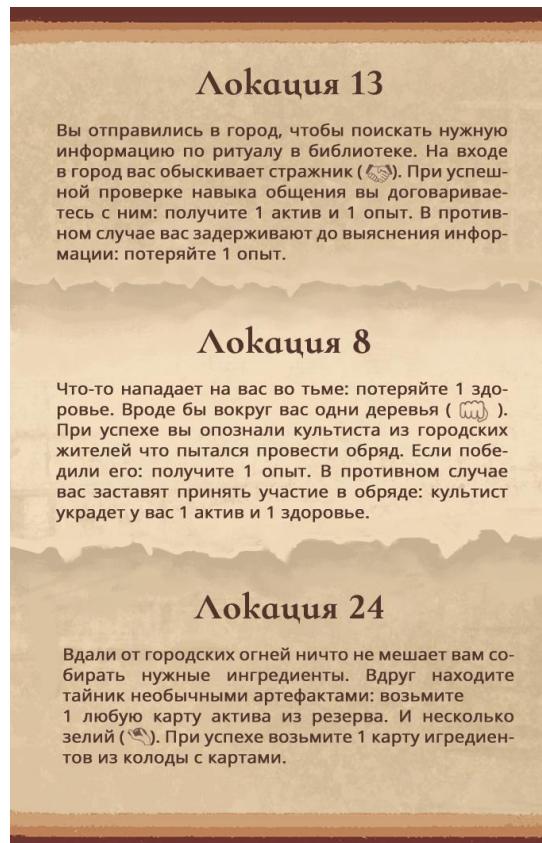 Локация 13
Вы отправились в город, чтобы поискать нужную
информацию по ритуалу в библиотеке. На входе
в город вас обыскивает стражник (). При успеш-
ной проверке навыка общения вы договаривае-
тесь с ним: получите 1 актив и 1 опыт. В против-
ном случае вас задерживают до выяснения инфор-
мации: потеряйте 1 опыт.
Локация 8
Что-то нападает на вас во тьме: потеряйте 1 здо-
ровье. Вроде бы вокруг вас одни деревья ( ).
При успехе вы опознали культиста из городских
жителей что пытался провести обряд. Если побе-
дили его: получите 1 опыт. В противном случае
вас заставят принять участие в обряде: культист
украдет у вас 1 актив и 1 здоровье.
Локация 24
Вдали от городских огней ничто не мешает вам со-
бирать нужные ингредиенты. Вдруг находите
тайник необычными артефактами: возьмите
1 любую карту актива из резерва. И несколько
зелий (). При успехе возьмите 1 карту игредиен-
тов из колоды с картами.